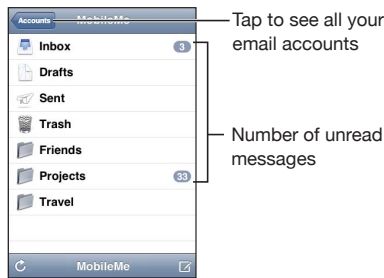 Accounts
MobileMe
Tap to see all your
email accounts
Inbox 3
Drafts
Sent
Trash
Friends
Projects 33
Travel
Number of unread
messages
MobileMe